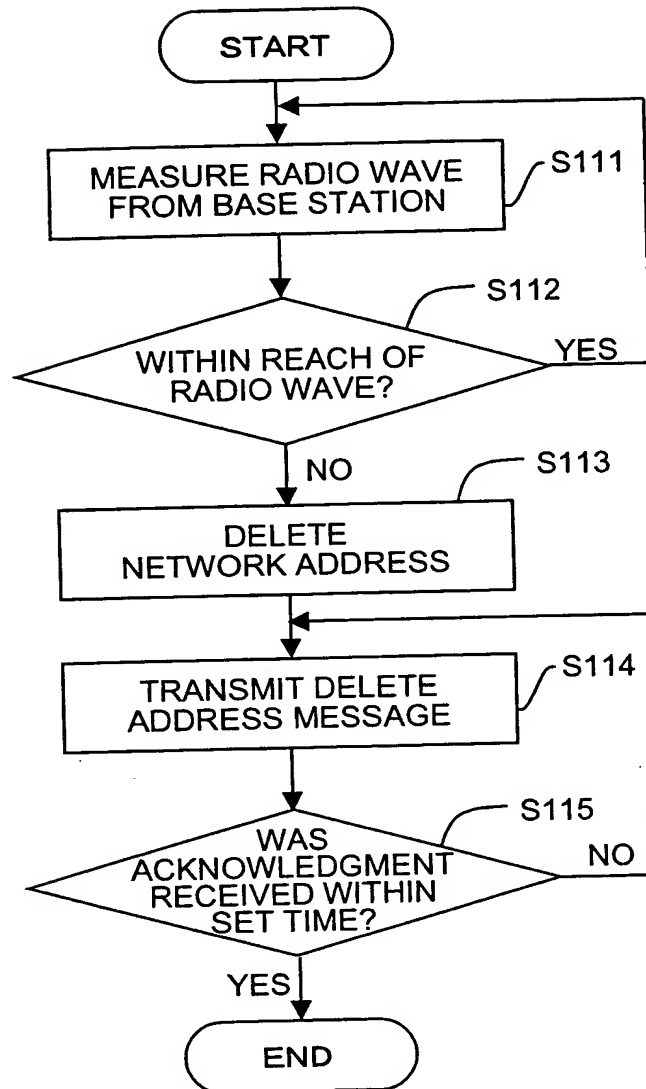 START
MEASURE RADIO WAVE
FROM BASE STATION
S111
S112
WITHIN REACH OF
RADIO WAVE?
YES
NO
S113
DELETE
NETWORK ADDRESS
S114
TRANSMIT DELETE
ADDRESS MESSAGE
S115
WAS
ACKNOWLEDGMENT
RECEIVED WITHIN
SET TIME?
NO
YES
END